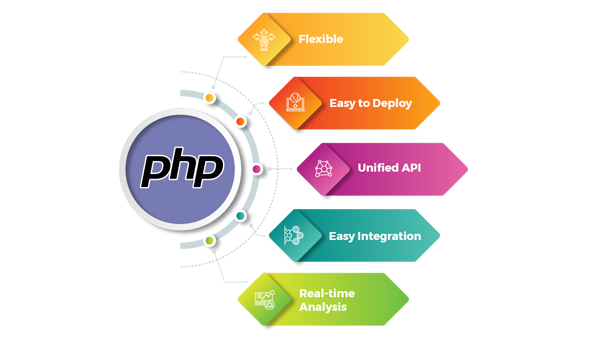 php
Flexible
Easy to Deploy
Unified API
Easy Integration
Real-time
Analysis